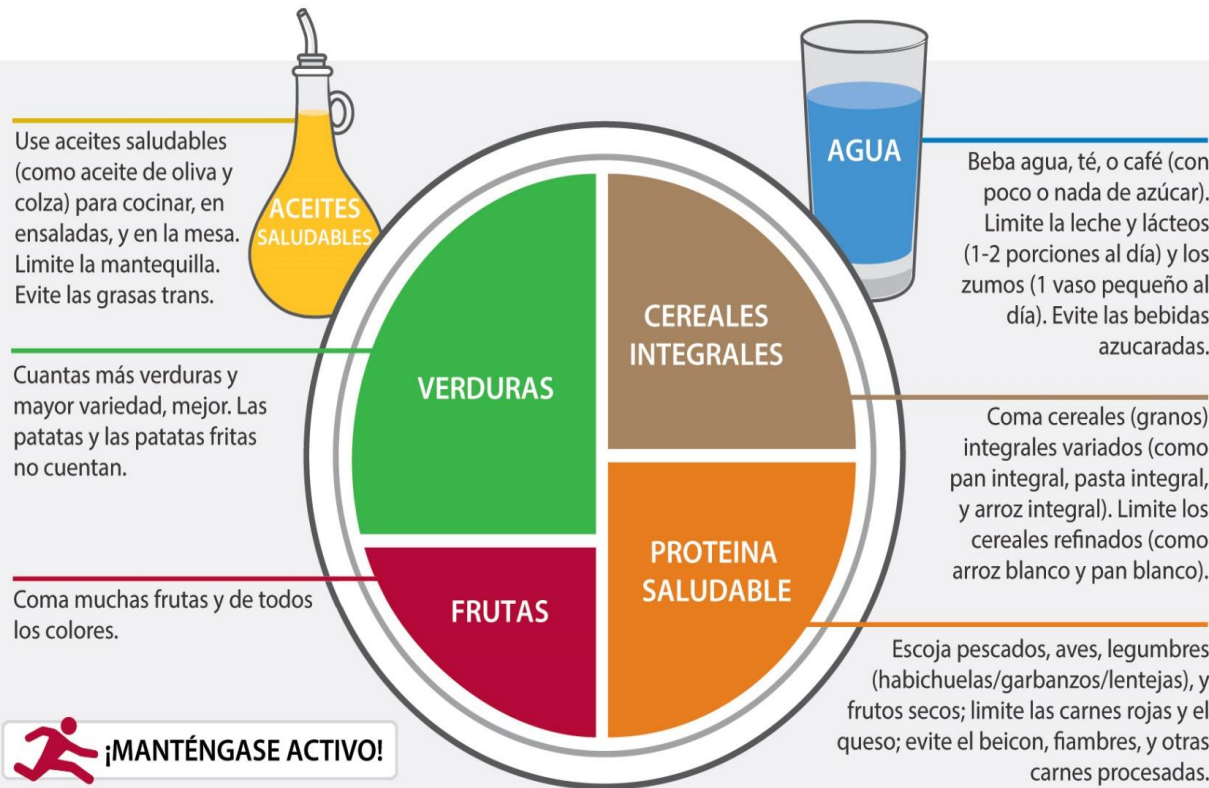 Use aceites saludables
(como aceite de oliva y
colza) para cocinar, en
ensaladas, y en la mesa.
Limite la mantequilla.
Evite las grasas trans.
ACEITES
SALUDABLES
AGUA
Beba agua, té, o café (con
poco o nada de azúcar).
Limite la leche y lácteos
(1-2 porciones al día) y los
zumos (1 vaso pequeño al
día). Evite las bebidas
azucaradas.
Cuantas más verduras y
mayor variedad, mejor. Las
patatas y las patatas fritas
no cuentan.
VERDURAS
CEREALES
INTEGRALES
Coma cereales (granos)
integrales variados (como
pan integral, pasta integral,
y arroz integral). Limite los
cereales refinados (como
arroz blanco y pan blanco).
Coma muchas frutas y de todos
los colores.
FRUTAS
PROTEINA
SALUDABLE
Escoja pescados, aves, legumbres
(habichuelas/garbanzos/lentejas), y
frutos secos; limite las carnes rojas y el
queso; evite el beicon, fiambres, y otras
carnes procesadas.
¡MANTÉNGASE ACTIVO!